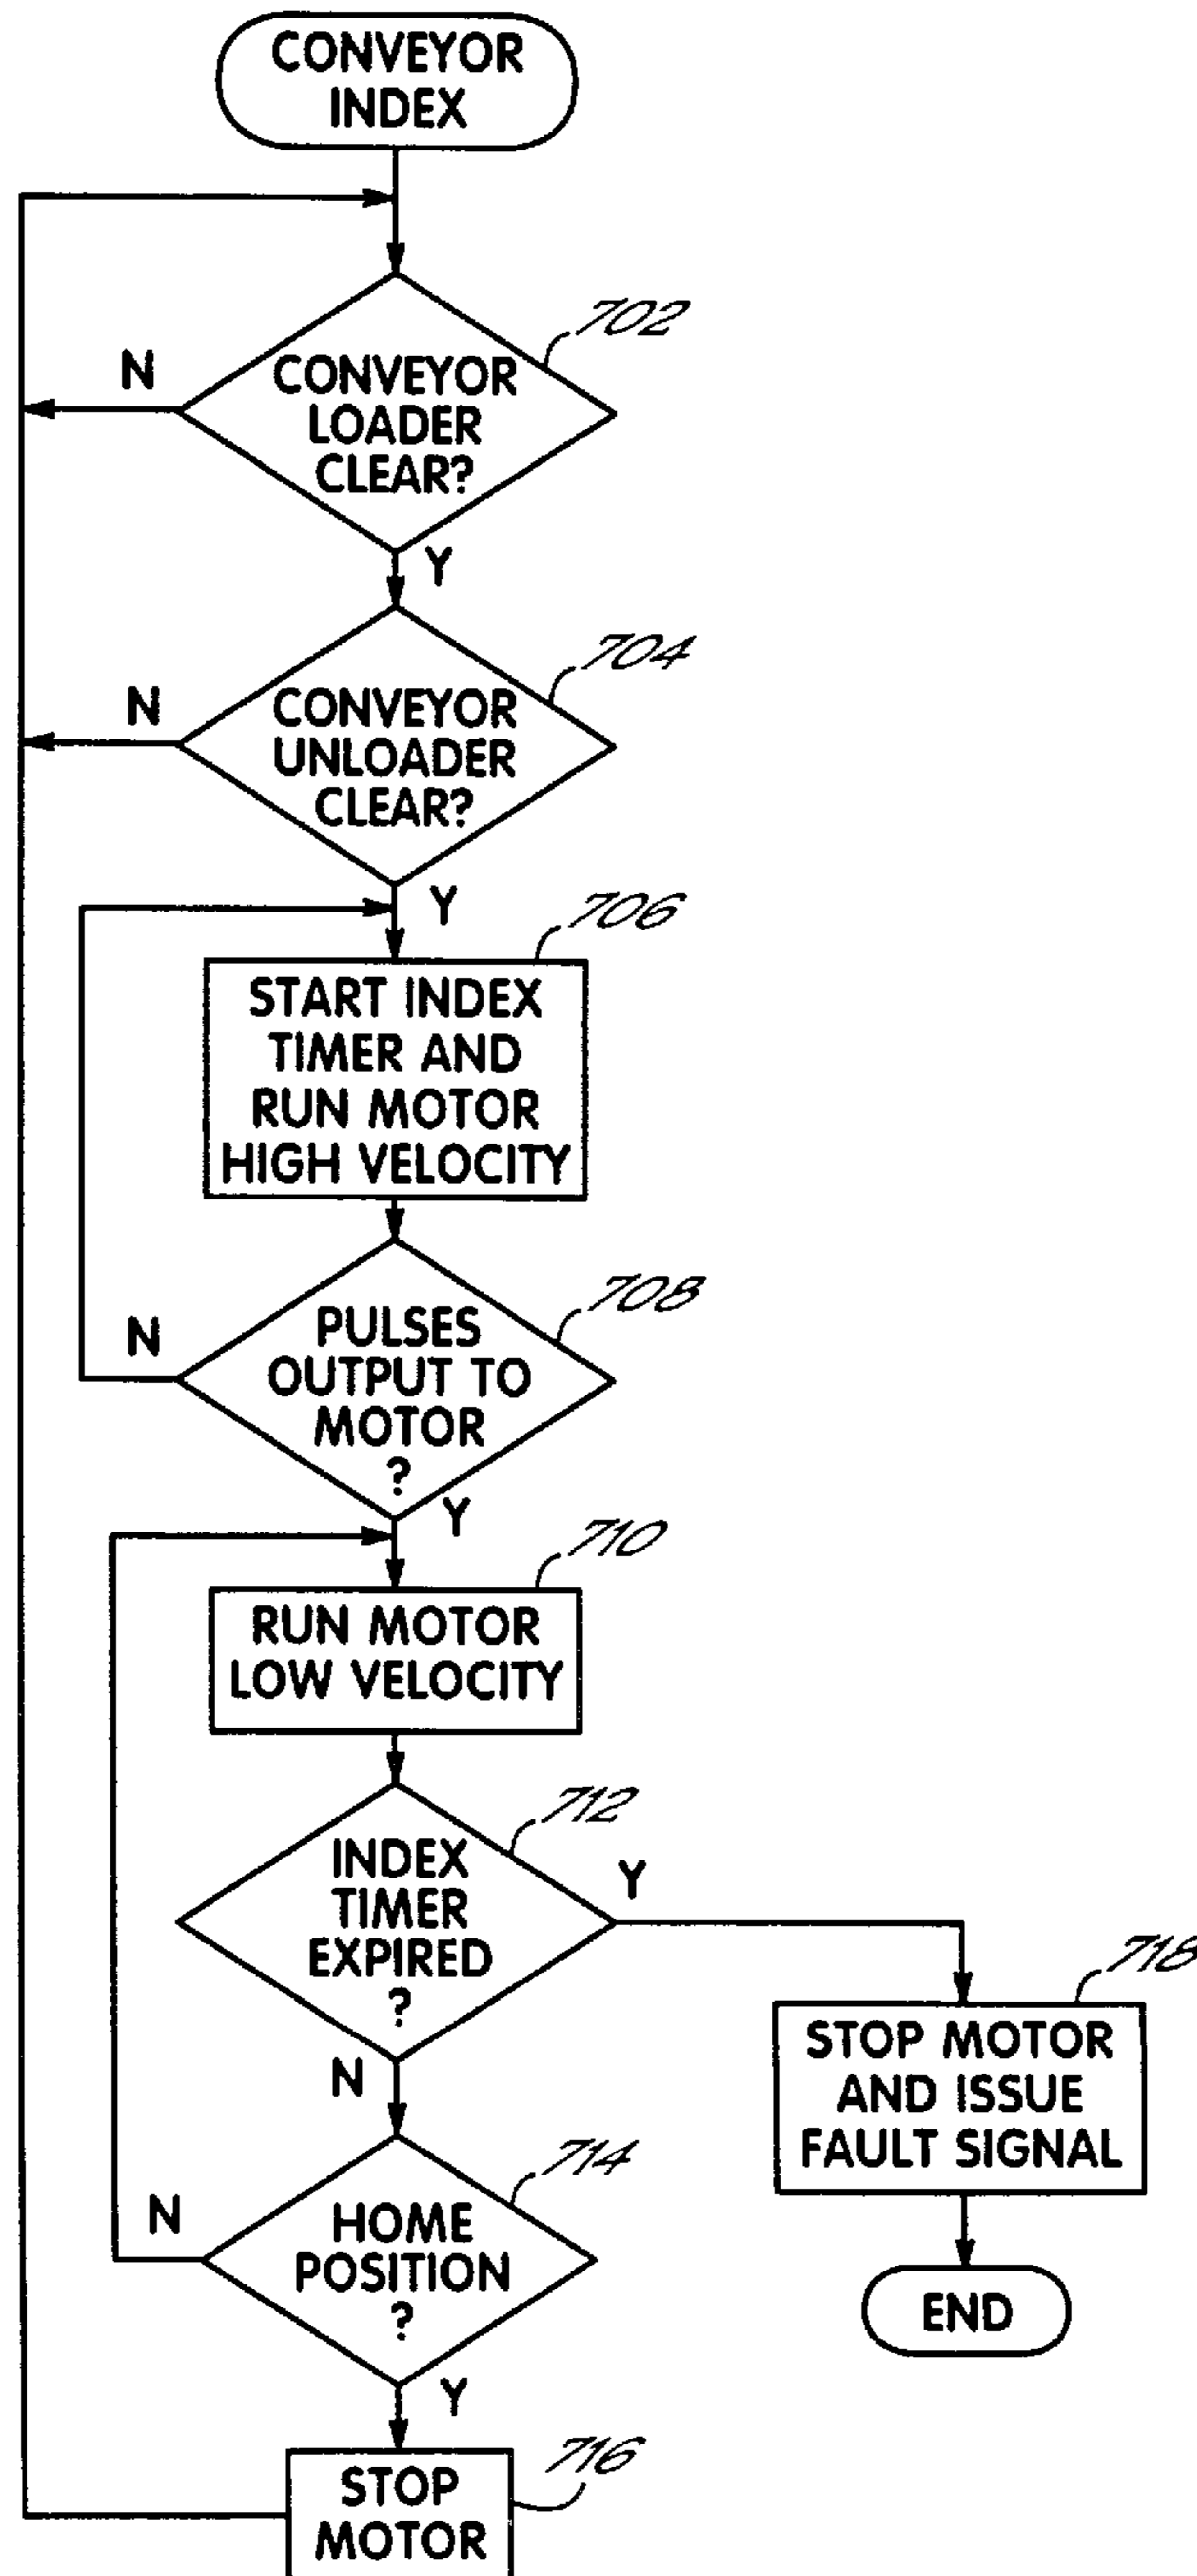 CONVEYOR
INDEX
702
N
CONVEYOR
LOADER
CLEAR?
Y
704
N
CONVEYOR
UNLOADER
CLEAR?
Y
706
START INDEX
TIMER AND
RUN MOTOR
HIGH VELOCITY
708
N
PULSES
OUTPUT TO
MOTOR
?
Y
710
RUN MOTOR
LOW VELOCITY
712
INDEX
TIMER
EXPIRED
?
Y
N
718
STOP MOTOR
AND ISSUE
FAULT SIGNAL
END
714
N
HOME
POSITION
?
Y
716
STOP
MOTOR